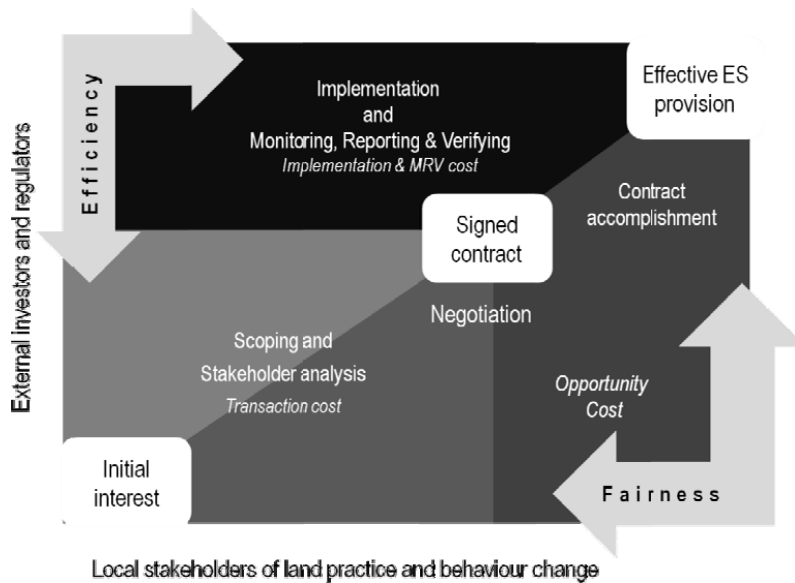 Efficiency
Implementation
and
Monitoring, Reporting & Verifying
Implementation & MRV cost
Effective ES
provision
External investors and regulators
Signed
contract
Contract
accomplishment
Negotiation
Scoping and
Stakeholder analysis
Transaction cost
Opportunity
Cost
Initial
interest
Fairness
Local stakeholders of land practice and behaviour change